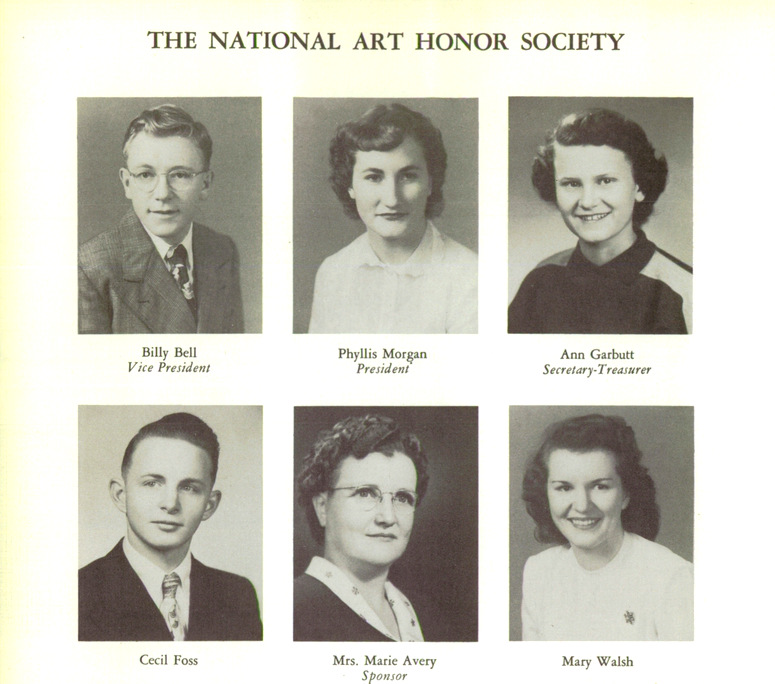 THE NATIONAL ART HONOR SOCIETY
Billy Bell
Vice President
Phyllis Morgan
President
Ann Garbutt
Secretary-Treasurer
Cecil Foss
Mrs. Marie Avery
Sponsor
Mary Walsh